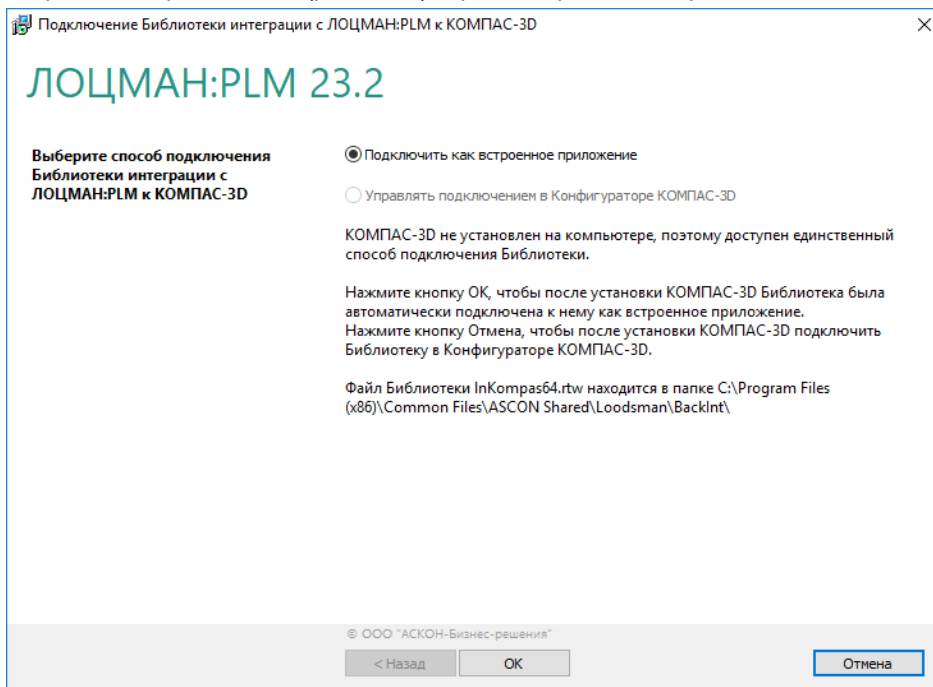 Подключение Библиотеки интеграции с ЛОЦМАН:PLM к КОМПАС-3D
ЛОЦМАН:PLM 23.2
Выберите способ подключения
Библиотеки интеграции с
ЛОЦМАН:PLM к КОМПАС-3D
Подключить как встроенное приложение
Управлять подключением в Конфигураторе КОМПАС-3D
КОМПАС-3D не установлен на компьютере, поэтому доступен единственный
способ подключения Библиотеки.
Нажмите кнопку ОК, чтобы после установки КОМПАС-3D Библиотека была
автоматически подключена к нему как встроенное приложение.
Нажмите кнопку Отмена, чтобы после установки КОМПАС-3D подключить
Библиотеку в Конфигураторе КОМПАС-3D.
Файл Библиотеки InKompas64.rtw находится в папке C:\Program Files
(x86)\Common Files\ASCON Shared\Loodsman\BackInt\
© ООО "АСКОН-Бизнес-решения"
< Назад
ОК
Отмена